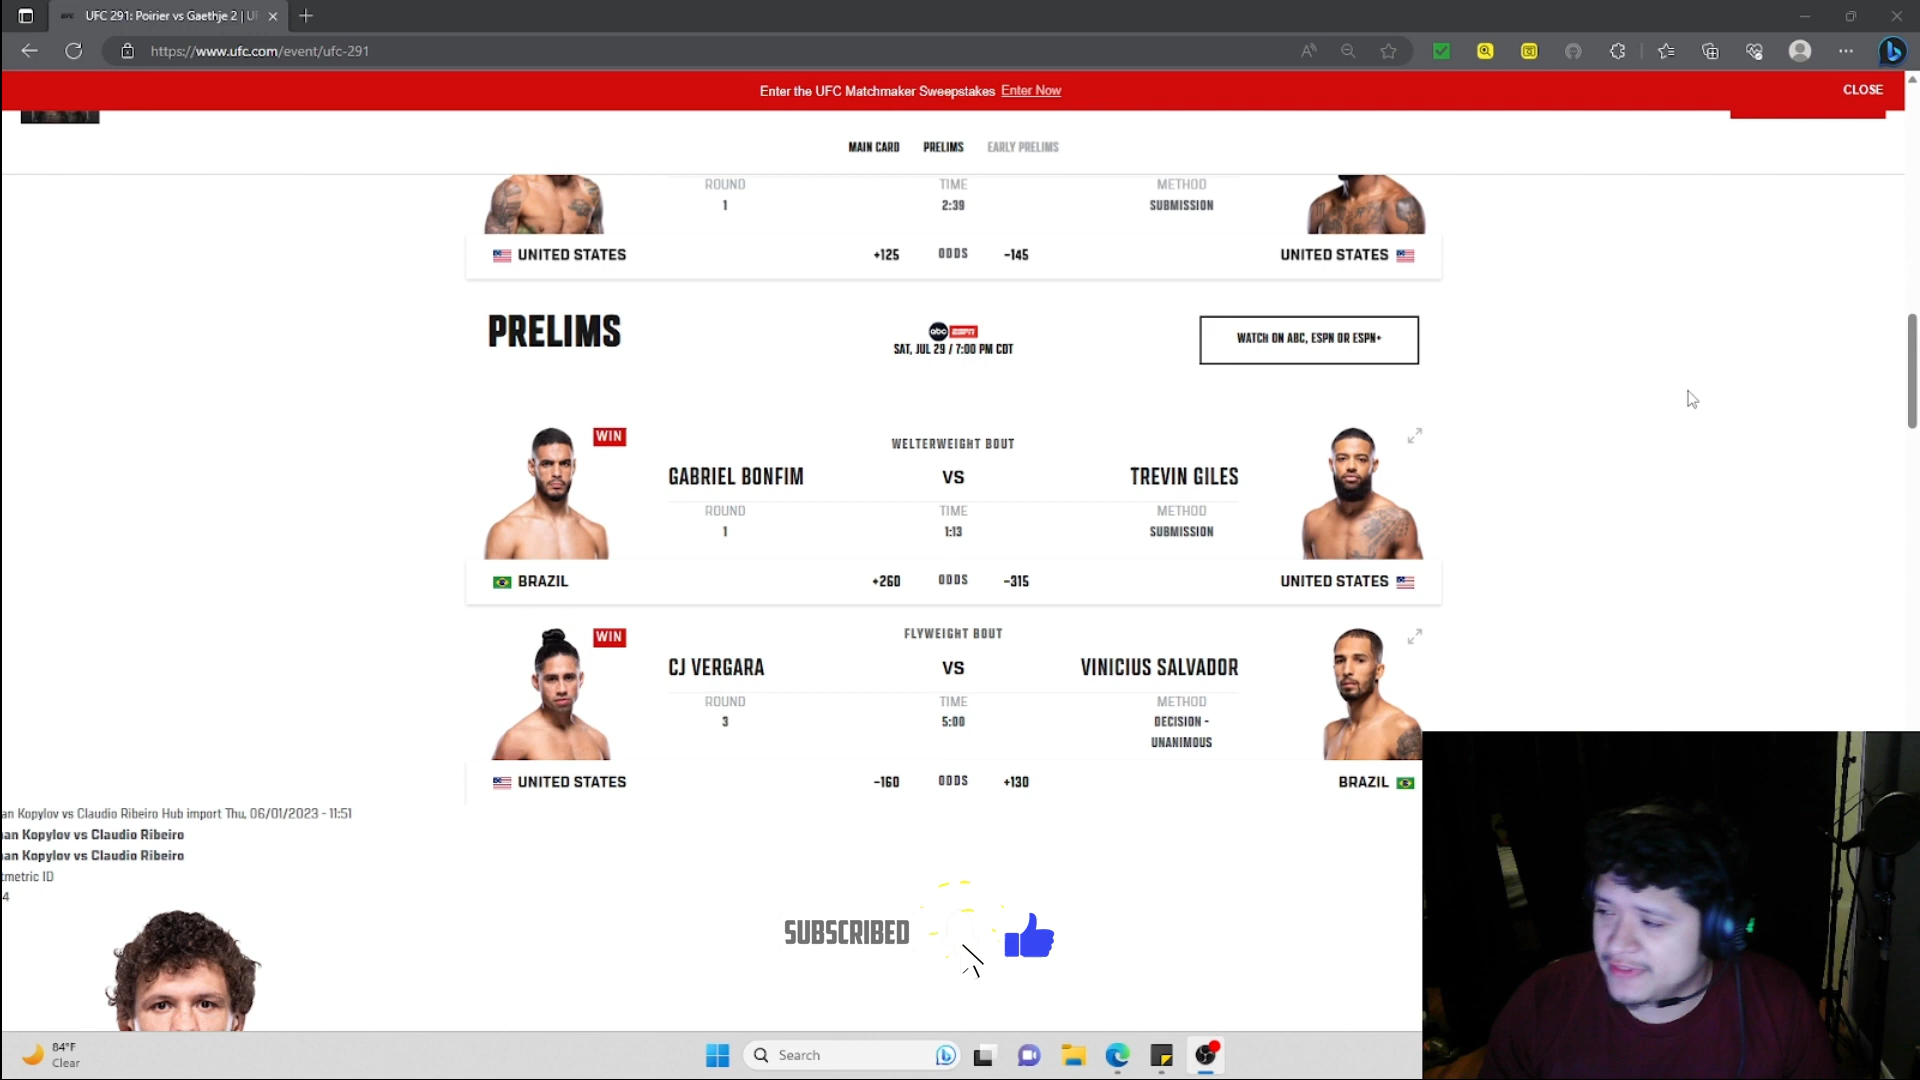 UFC 291: Poirier vs Gaethje 2 | UF
https://www.ufc.com/event/ufc-291
Enter the UFC Matchmaker Sweepstakes Enter Now
CLOSE
MAIN CARD PRELIMS EARLY PRELIMS
ROUND TIME METHOD
1 2:39 SUBMISSION
UNITED STATES +125 ODDS -145 UNITED STATES
PRELIMS
abc ESPN
SAT, JUL 29 / 7:00 PM CDT
WATCH ON ABC, ESPN OR ESPN+
WIN
WELTERWEIGHT BOUT
GABRIEL BONFIM VS TREVIN GILES
ROUND TIME METHOD
1 1:13 SUBMISSION
BRAZIL +260 ODDS -315 UNITED STATES
WIN
FLYWEIGHT BOUT
CJ VERGARA VS VINICIUS SALVADOR
ROUND TIME METHOD
3 5:00 DECISION -
UNANIMOUS
UNITED STATES -160 ODDS +130 BRAZIL
an Kopylov vs Claudio Ribeiro Hub import Thu, 06/01/2023 - 11:51
an Kopylov vs Claudio Ribeiro
an Kopylov vs Claudio Ribeiro
tmetric ID
4
SUBSCRIBED
84°F
Clear
Search